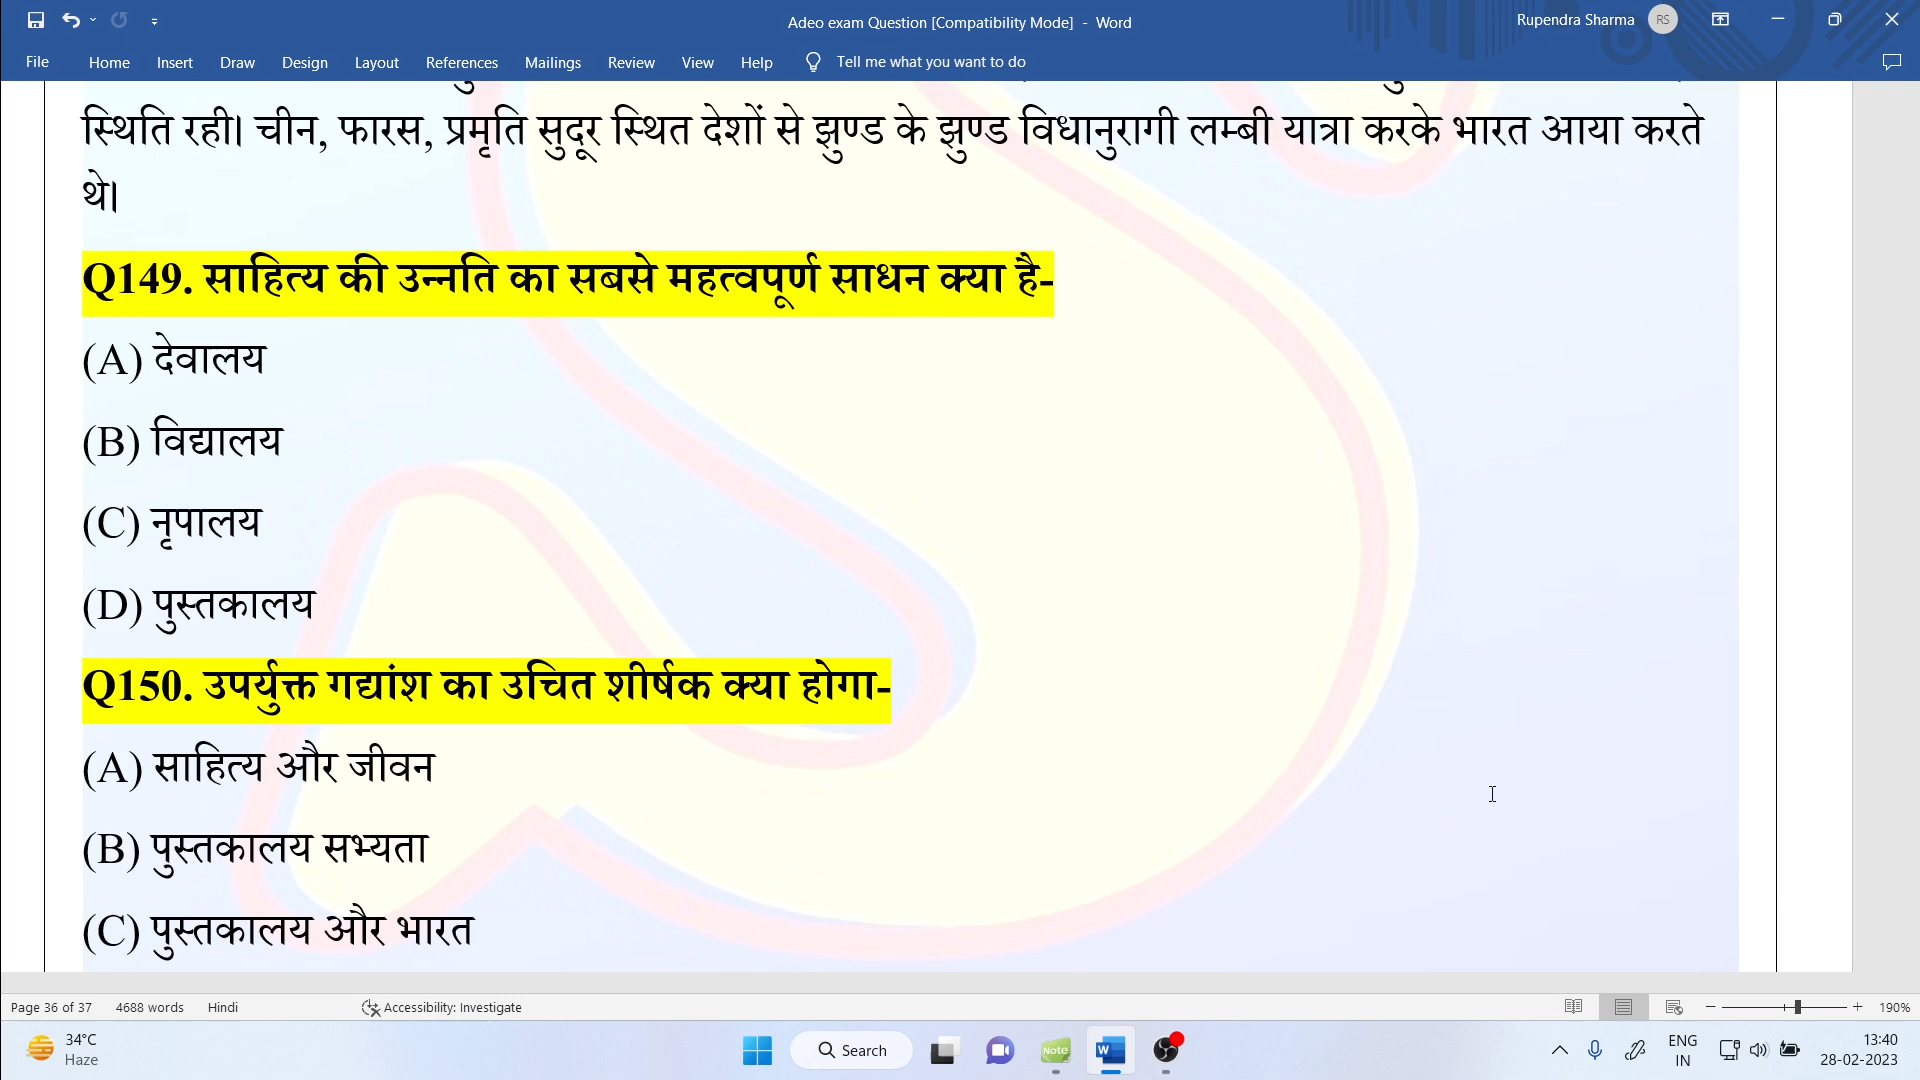 Adeo exam Question [Compatibility Mode] - Word
Rupendra Sharma RS
File Home Insert Draw Design Layout References Mailings Review View Help Tell me what you want to do
स्थिति रही। चीन, फारस, प्रमृति सुदूर स्थित देशों से झुण्ड के झुण्ड विधानुरागी लम्बी यात्रा करके भारत आया करते
थे।
Q149. साहित्य की उन्नति का सबसे महत्वपूर्ण साधन क्या है-
(A) देवालय
(B) विद्यालय
(C) नृपालय
(D) पुस्तकालय
Q150. उपर्युक्त गद्यांश का उचित शीर्षक क्या होगा-
(A) साहित्य और जीवन
(B) पुस्तकालय सभ्यता
(C) पुस्तकालय और भारत
Page 36 of 37 4688 words Hindi Accessibility: Investigate 190%
34°C
Haze
Search
Note
ENG
IN
13:40
28-02-2023